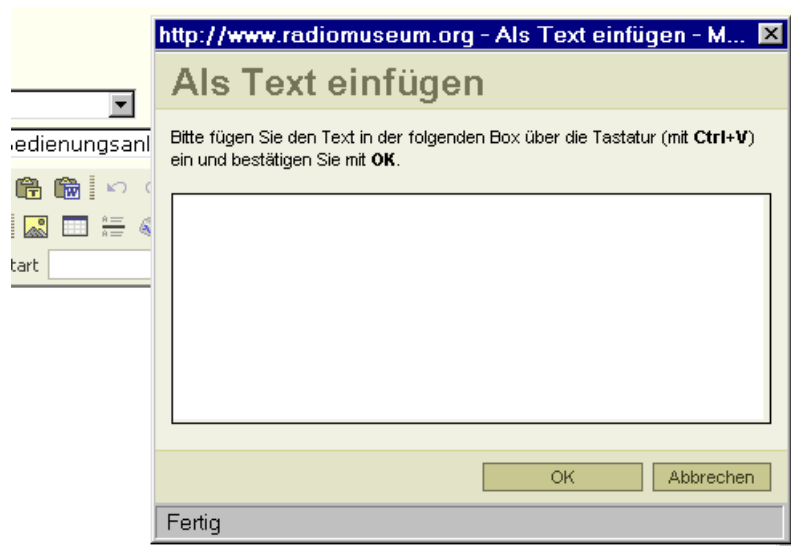 http://www.radiomuseum.org - Als Text einfügen - M...
Als Text einfügen
Bitte fügen Sie den Text in der folgenden Box über die Tastatur (mit Ctrl+V)
ein und bestätigen Sie mit OK.
edienungsanl
tart
OK Abbrechen
Fertig